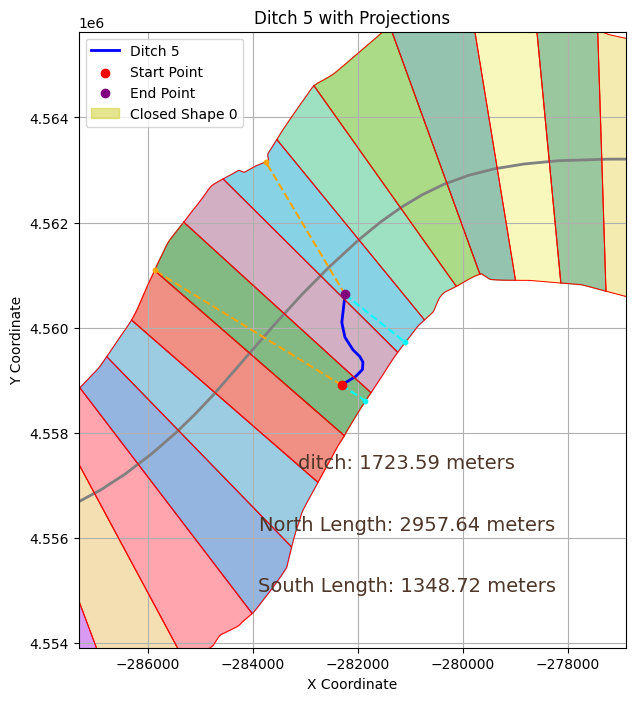 Ditch 5 with Projections
1e6
Ditch 5
Start Point
End Point
Closed Shape 0
4.564
4.562
4.560
4.558
4.556
4.554
Y Coordinate
ditch: 1723.59 meters
North Length: 2957.64 meters
South Length: 1348.72 meters
−286000 −284000 −282000 −280000 −278000
X Coordinate